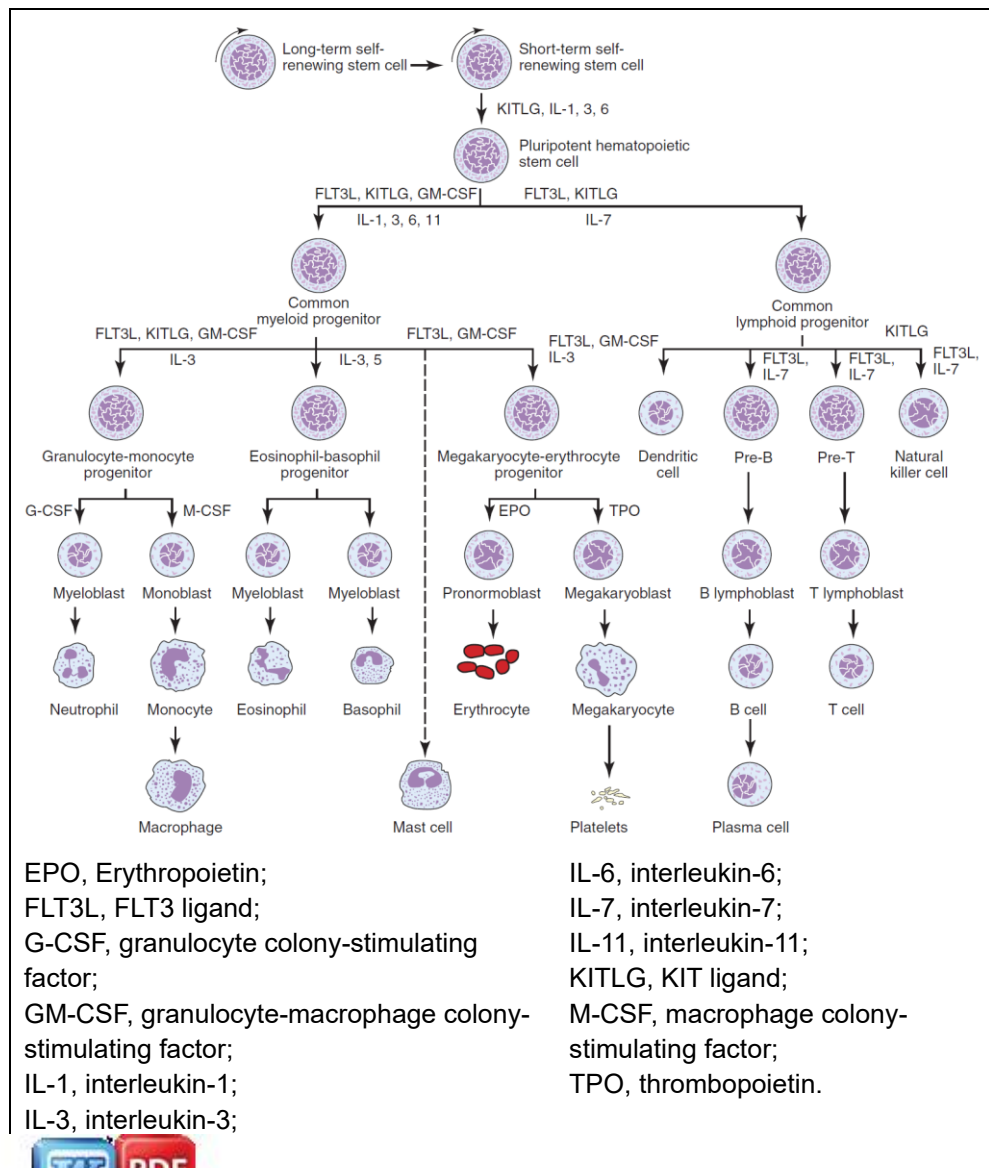 Long-term self-
renewing stem cell
Short-term self-
renewing stem cell
KITLG, IL-1, 3, 6
Pluripotent hematopoietic
stem cell
FLT3L, KITLG, GM-CSF
FLT3L, KITLG
IL-1, 3, 6, 11
IL-7
Common
myeloid progenitor
Common
lymphoid progenitor
FLT3L, KITLG, GM-CSF
IL-3
IL-3, 5
FLT3L, GM-CSF
FLT3L, GM-CSF
IL-3
KITLG
FLT3L,
IL-7
FLT3L,
IL-7
FLT3L,
IL-7
Granulocyte-monocyte
progenitor
Eosinophil-basophil
progenitor
Megakaryocyte-erythrocyte
progenitor
Dendritic
cell
Pre-B
Pre-T
Natural
killer cell
G-CSF
M-CSF
EPO
TPO
Myeloblast
Monoblast
Myeloblast
Myeloblast
Pronormoblast
Megakaryoblast
B lymphoblast
T lymphoblast
Neutrophil
Monocyte
Eosinophil
Basophil
Erythrocyte
Megakaryocyte
B cell
T cell
Macrophage
Mast cell
Platelets
Plasma cell
EPO, Erythropoietin;
FLT3L, FLT3 ligand;
G-CSF, granulocyte colony-stimulating
factor;
GM-CSF, granulocyte-macrophage colony-
stimulating factor;
IL-1, interleukin-1;
IL-3, interleukin-3;
IL-6, interleukin-6;
IL-7, interleukin-7;
IL-11, interleukin-11;
KITLG, KIT ligand;
M-CSF, macrophage colony-
stimulating factor;
TPO, thrombopoietin.